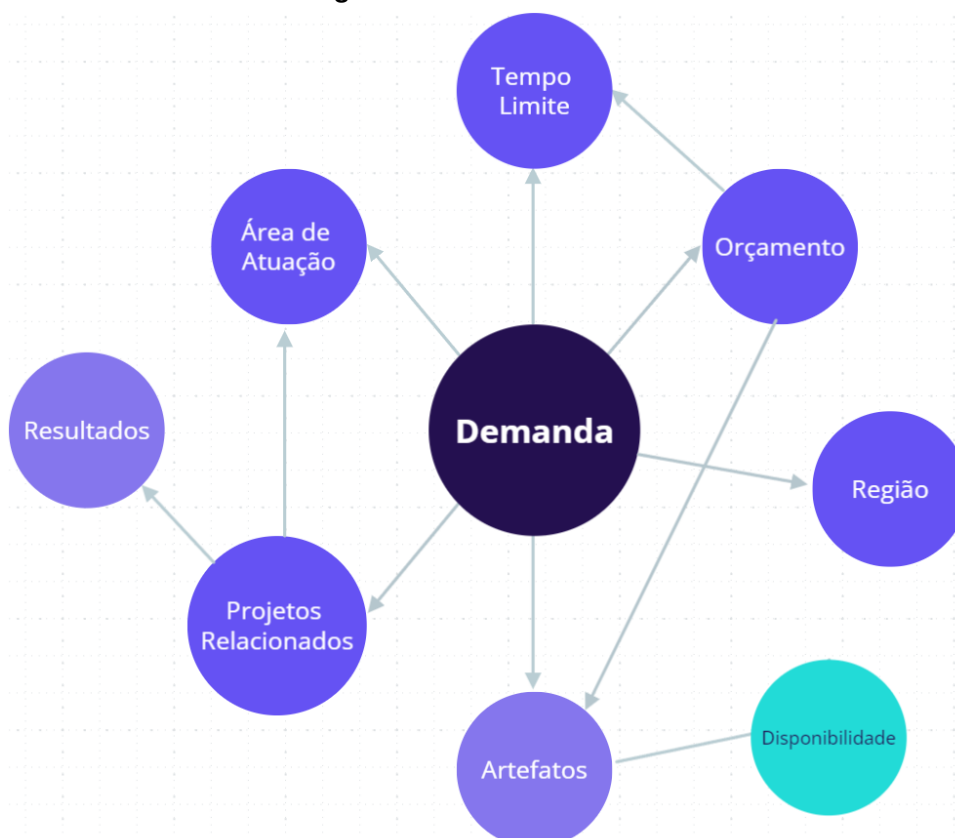 Tempo
Limite
Área de
Atuação
Orçamento
Resultados
Demanda
Região
Projetos
Relacionados
Artefatos
Disponibilidade